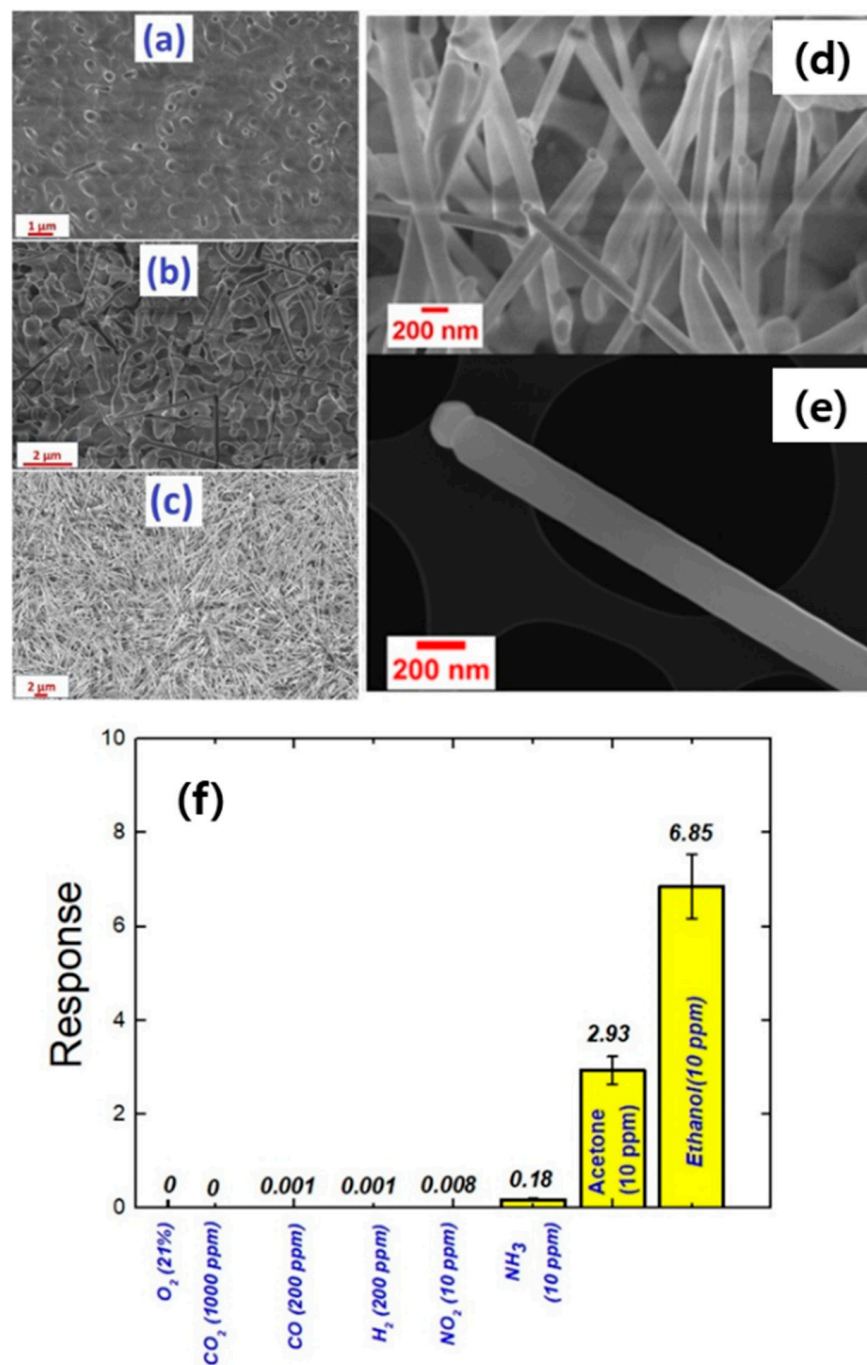 (a)
1 μm
(b)
2 μm
(c)
2 μm
(d)
200 nm
(e)
200 nm
(f)
Response
10
8
6
4
2
0
0
0
0.001
0.001
0.008
0.18
2.93
6.85
O2 (21%)
CO2 (1000 ppm)
CO (200 ppm)
H2 (200 ppm)
NO2 (10 ppm)
NH3
(10 ppm)
Acetone
(10 ppm)
Ethanol(10 ppm)